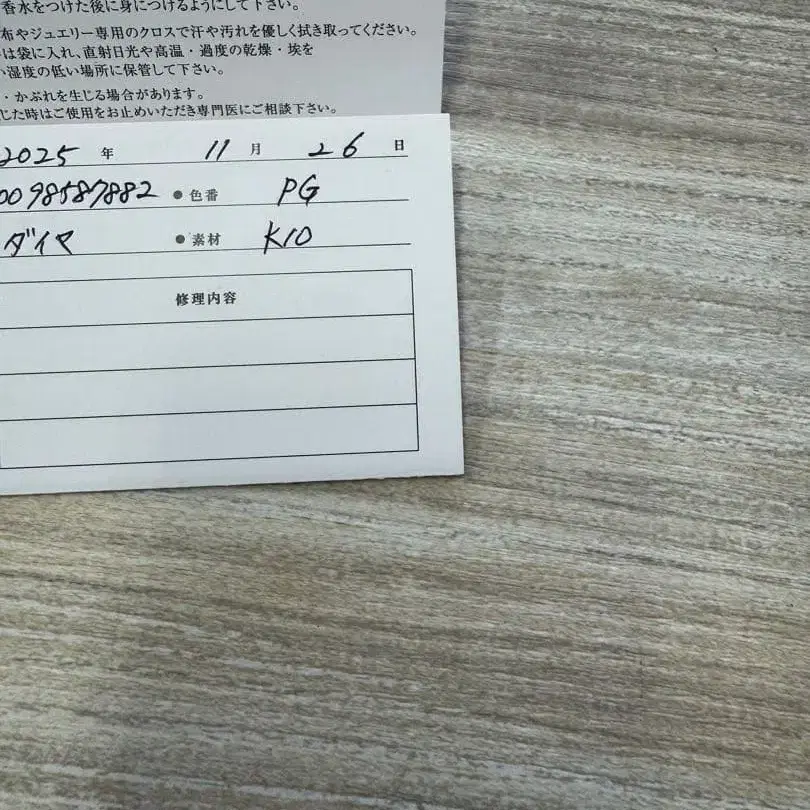 香水をつけた後に身につけるようにして下さい。
布やジュエリー専用のクロスで汗や汚れを優しく拭き取ってください。
は袋に入れ、直射日光や高温・過度の乾燥・埃を
い湿度の低い場所に保管して下さい。
・かぶれを生じる場合があります。
した時はご使用をお止めいただき専門医にご相談下さい。
2025 年 11 月 26 日
0098587882 ●色番 PG
ダイヤ ●素材 K10
修理内容